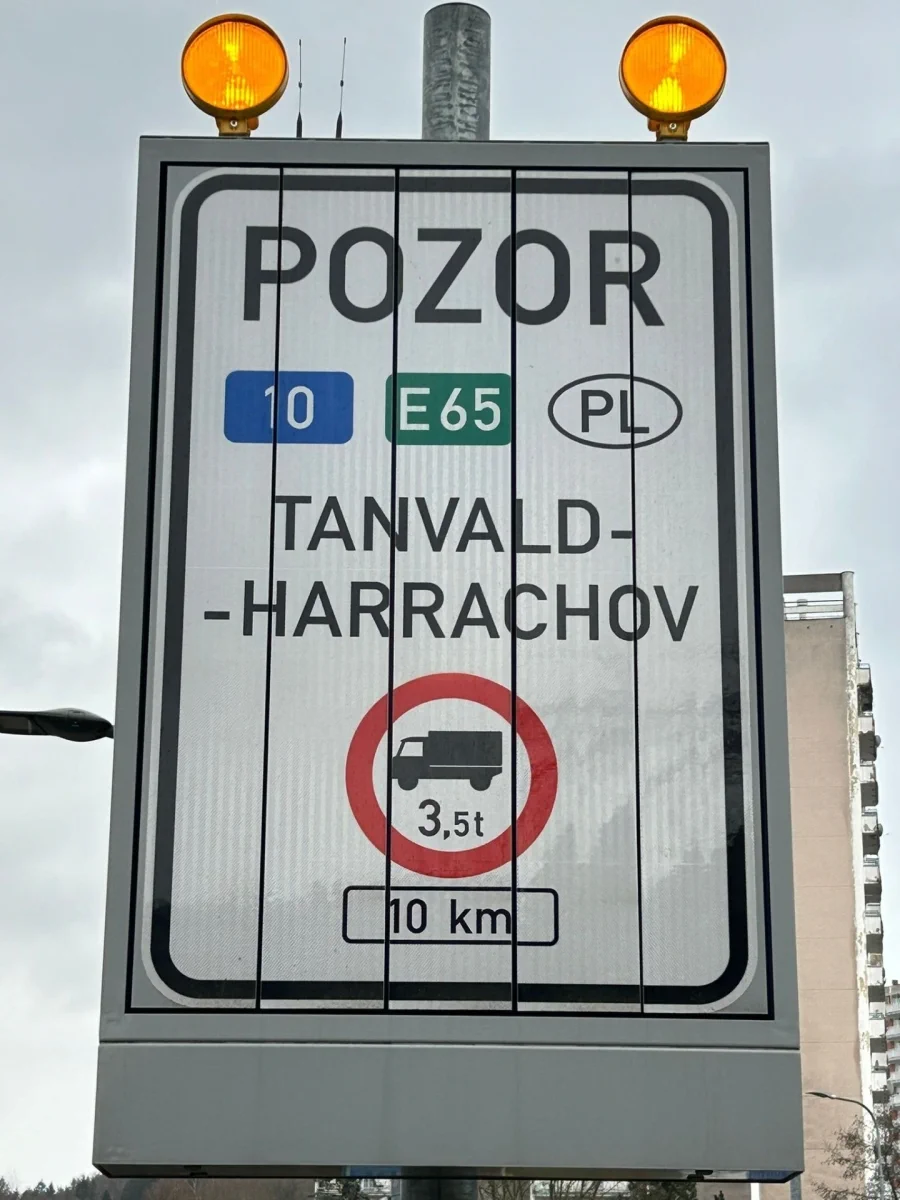 POZOR
10 E65 PL
TANVALD-
-HARRACHOV
3,5t
10 km